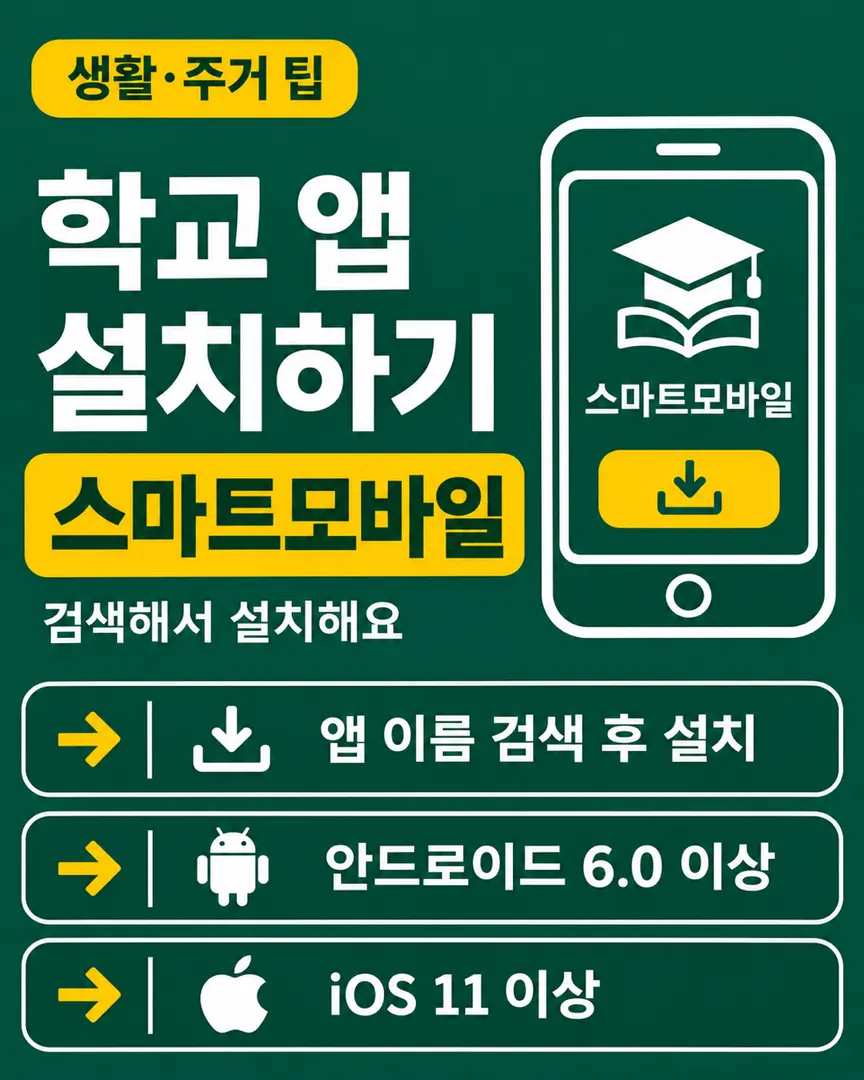 생활·주거 팁
학교 앱
설치하기
스마트모바일
검색해서 설치해요
스마트모바일
앱 이름 검색 후 설치
안드로이드 6.0 이상
iOS 11 이상